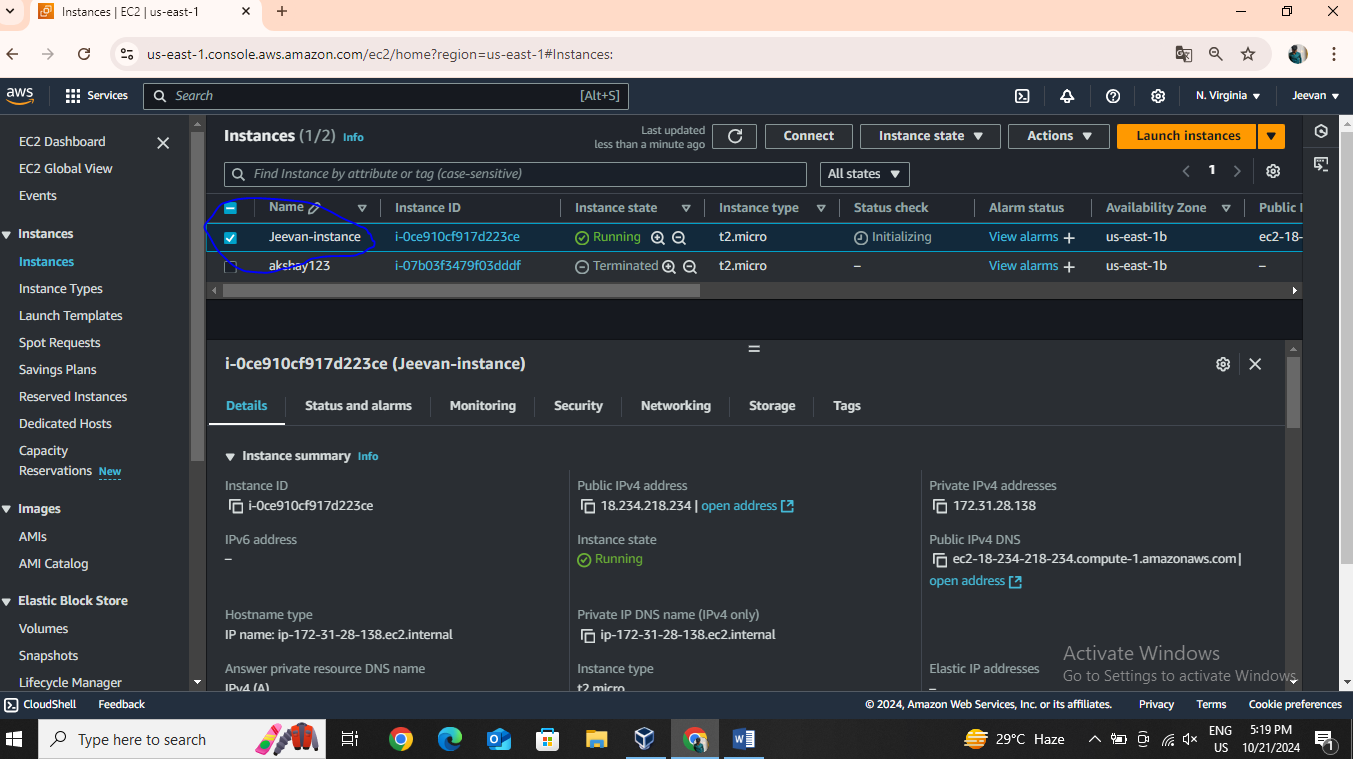 Instances | EC2 | us-east-1
us-east-1.console.aws.amazon.com/ec2/home?region=us-east-1#Instances:
aws Services Search [Alt+S] N. Virginia Jeevan
EC2 Dashboard
EC2 Global View
Events
Instances
Instances
Instance Types
Launch Templates
Spot Requests
Savings Plans
Reserved Instances
Dedicated Hosts
Capacity
Reservations New
Images
AMIs
AMI Catalog
Elastic Block Store
Volumes
Snapshots
Lifecycle Manager
Instances (1/2) Info
Last updated
less than a minute ago
Connect Instance state Actions Launch instances
Find Instance by attribute or tag (case-sensitive) All states 1
Name Instance ID Instance state Instance type Status check Alarm status Availability Zone Public I
Jeevan-instance i-0ce910cf917d223ce Running t2.micro Initializing View alarms + us-east-1b ec2-18-
akshay123 i-07b03f3479f03dddf Terminated t2.micro – View alarms + us-east-1b –
i-0ce910cf917d223ce (Jeevan-instance)
Details Status and alarms Monitoring Security Networking Storage Tags
Instance summary Info
Instance ID Public IPv4 address Private IPv4 addresses
i-0ce910cf917d223ce 18.234.218.234 | open address 172.31.28.138
IPv6 address Instance state Public IPv4 DNS
– Running ec2-18-234-218-234.compute-1.amazonaws.com |
open address
Hostname type Private IP DNS name (IPv4 only)
IP name: ip-172-31-28-138.ec2.internal ip-172-31-28-138.ec2.internal
Answer private resource DNS name Instance type Elastic IP addresses
IPv4 (A) t2.micro –
Activate Windows
Go to Settings to activate Windows.
CloudShell Feedback © 2024, Amazon Web Services, Inc. or its affiliates. Privacy Terms Cookie preferences
Type here to search 29°C Haze ENG US 5:19 PM 10/21/2024 1